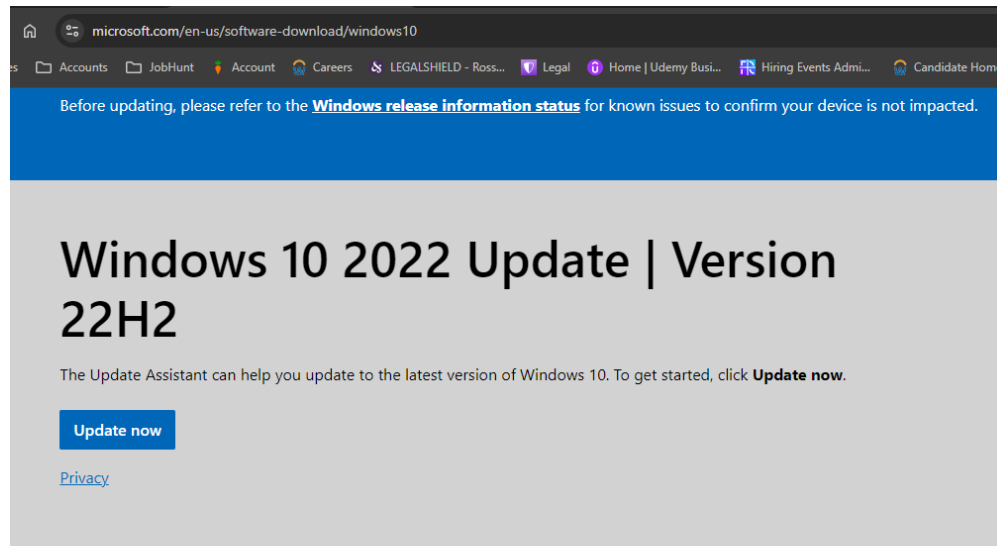 microsoft.com/en-us/software-download/windows10
Accounts JobHunt Account Careers LEGALSHIELD - Ross... Legal Home | Udemy Busi... Hiring Events Admi... Candidate Hom
Before updating, please refer to the Windows release information status for known issues to confirm your device is not impacted.
Windows 10 2022 Update | Version
22H2
The Update Assistant can help you update to the latest version of Windows 10. To get started, click Update now.
Update now
Privacy